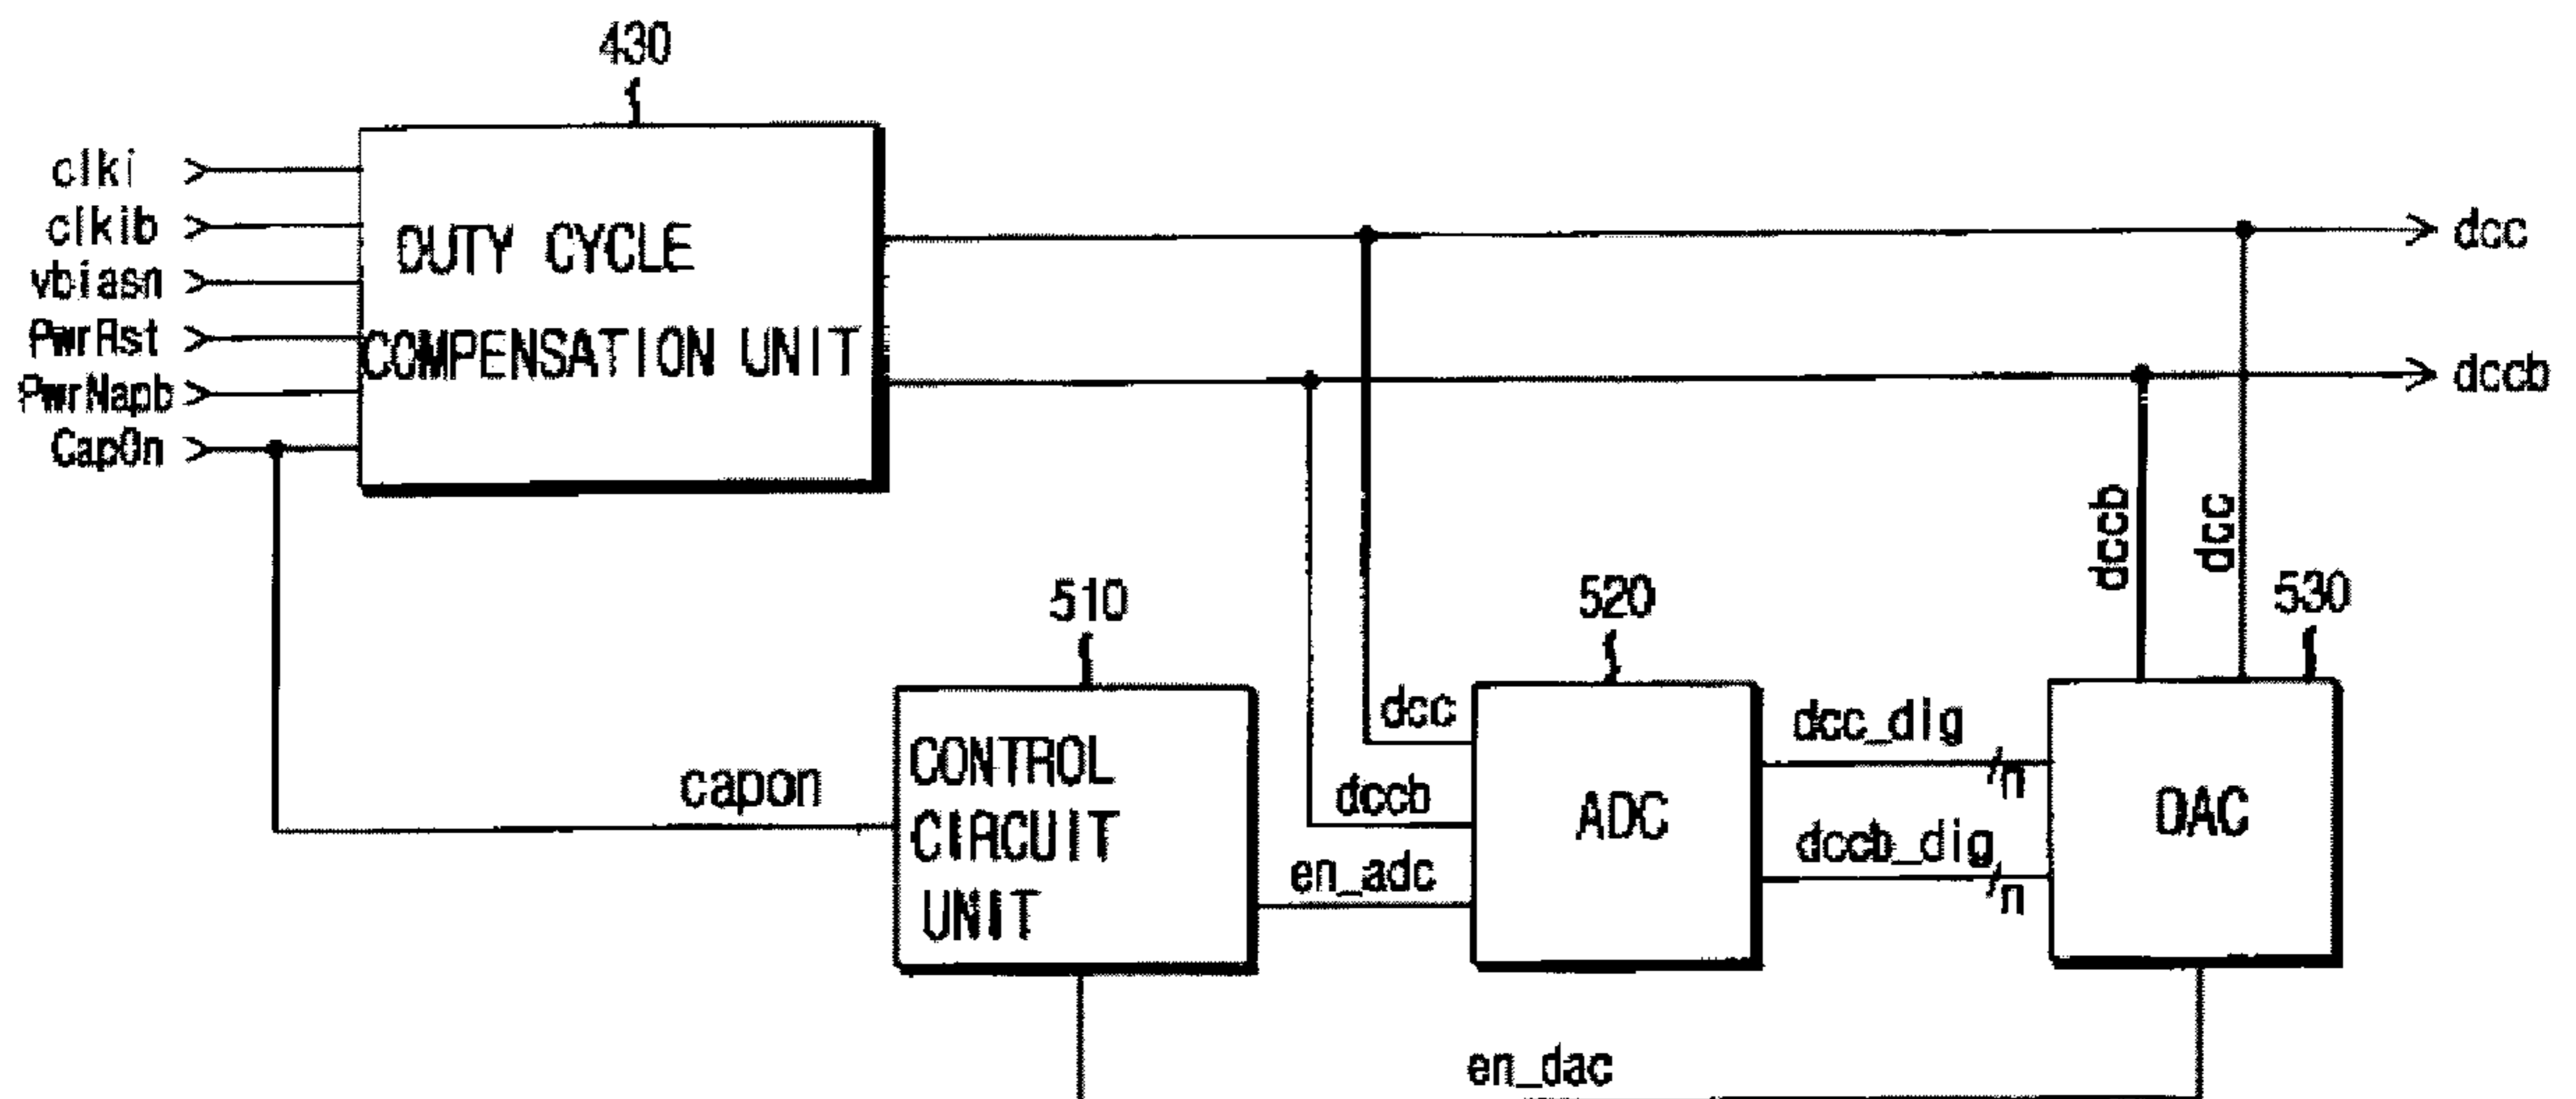 430
clki
clkib
vbiasn
PwrRst
PwrNapb
CapOn
DUTY CYCLE
COMPENSATION UNIT
dcc
dccb
dccb
dcc
510
520
530
capon
CONTROL
CIRCUIT
UNIT
dcc
dccb
en_adc
ADC
dcc_dig
n
dccb_dig
n
DAC
en_dac